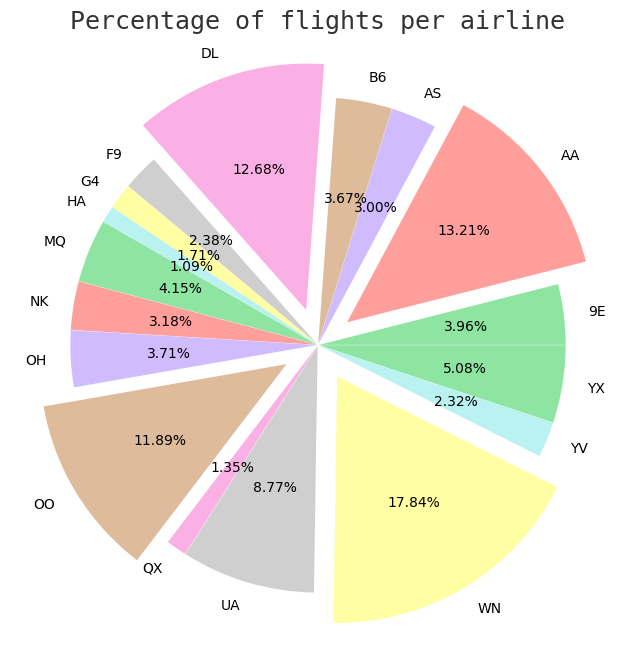 Percentage of flights per airline
DL
B6
AS
AA
F9
G4
HA
MQ
NK
OH
OO
QX
UA
WN
YV
YX
9E
12.68%
3.67%
3.00%
13.21%
2.38%
1.71%
1.09%
4.15%
3.18%
3.71%
11.89%
1.35%
8.77%
17.84%
2.32%
5.08%
3.96%